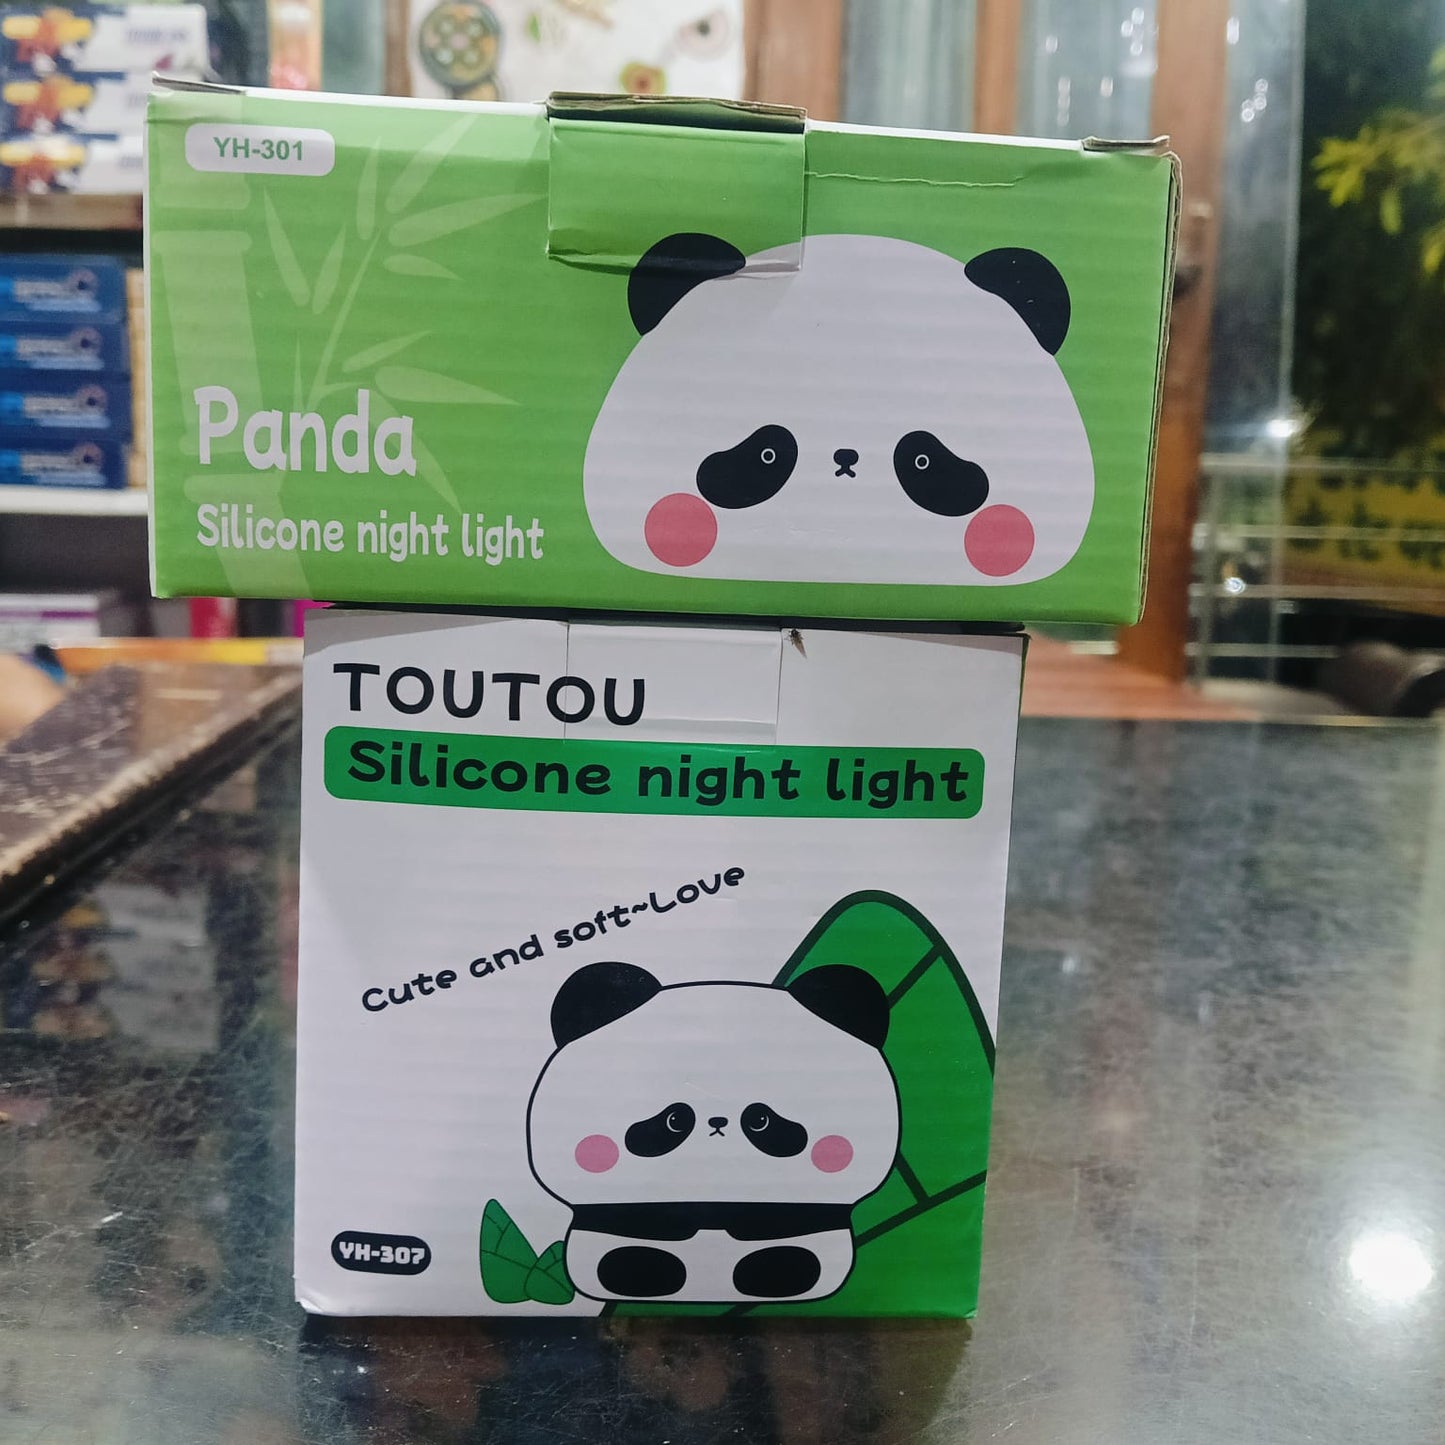 YH-301
Panda
Silicone night light
TOUTOU
Silicone night light
Cute and soft~Love
YH-307